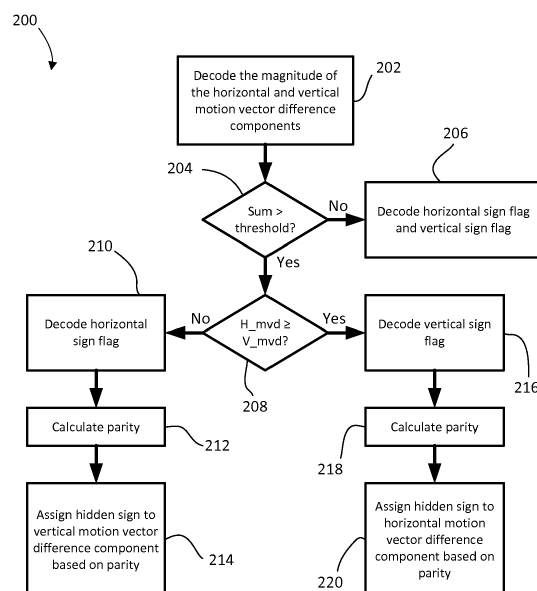 200
Decode the magnitude of
the horizontal and vertical
motion vector difference
components
202
204
Sum >
threshold?
No
206
Decode horizontal sign flag
and vertical sign flag
Yes
210
Decode horizontal
sign flag
No
H_mvd ≥
V_mvd?
Yes
208
Decode vertical sign
flag
216
Calculate parity
212
Calculate parity
218
Assign hidden sign to
vertical motion vector
difference component
based on parity
214
Assign hidden sign to
horizontal motion
vector difference
component based on
parity
220